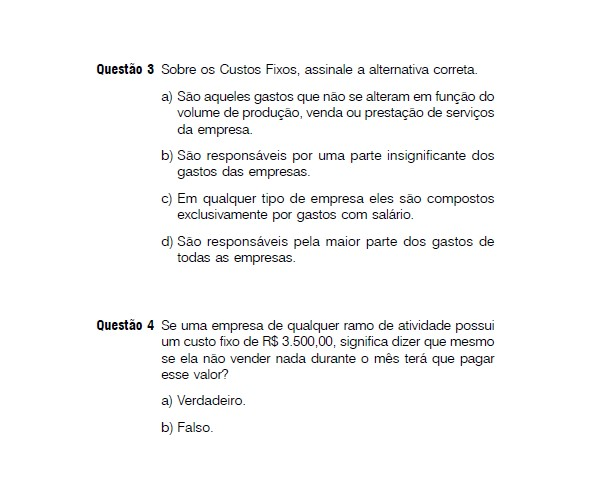 Questão 3 Sobre os Custos Fixos, assinale a alternativa correta.
a) São aqueles gastos que não se alteram em função do
volume de produção, venda ou prestação de serviços
da empresa.
b) São responsáveis por uma parte insignificante dos
gastos das empresas.
c) Em qualquer tipo de empresa eles são compostos
exclusivamente por gastos com salário.
d) São responsáveis pela maior parte dos gastos de
todas as empresas.
Questão 4 Se uma empresa de qualquer ramo de atividade possui
um custo fixo de R$ 3.500,00, significa dizer que mesmo
se ela não vender nada durante o mês terá que pagar
esse valor?
a) Verdadeiro.
b) Falso.